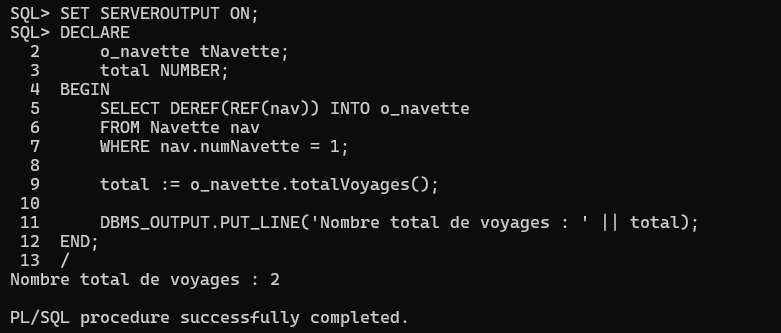 SQL> SET SERVEROUTPUT ON;
SQL> DECLARE
  2      o_navette tNavette;
  3      total NUMBER;
  4  BEGIN
  5      SELECT DEREF(REF(nav)) INTO o_navette
  6      FROM Navette nav
  7      WHERE nav.numNavette = 1;
  8
  9      total := o_navette.totalVoyages();
 10
 11      DBMS_OUTPUT.PUT_LINE('Nombre total de voyages : ' || total);
 12  END;
 13  /
Nombre total de voyages : 2

PL/SQL procedure successfully completed.